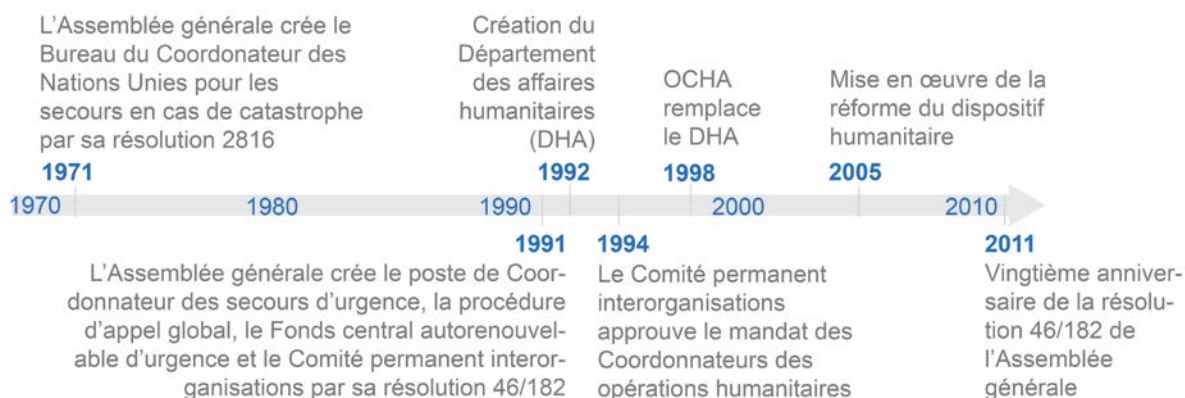 L'Assemblée générale crée le
Bureau du Coordonateur des
Nations Unies pour les
secours en cas de catastrophe
par sa résolution 2816
1971
Création du
Département
des affaires
humanitaires
(DHA)
1992
OCHA
remplace
le DHA
1998
Mise en œuvre de la
réforme du dispositif
humanitaire
2005
1970
1980
1990
2000
2010
1991
L'Assemblée générale crée le poste de Coor-
donnateur des secours d'urgence, la procédure
d'appel global, le Fonds central autorenouvel-
able d'urgence et le Comité permanent interor-
ganisations par sa résolution 46/182
1994
Le Comité permanent
interorganisations
approuve le mandat des
Coordonnateurs des
opérations humanitaires
2011
Vingtième anniver-
saire de la résolu-
tion 46/182 de
l'Assemblée
générale